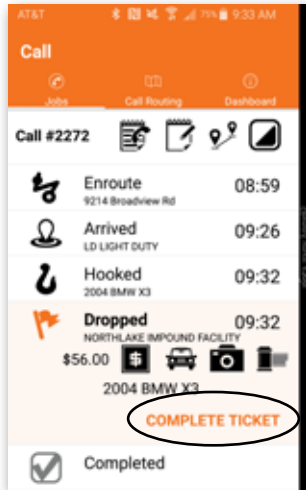 AT&T 75% 9:33 AM
Call
Jobs Call Routing Dashboard
Call #2272
Enroute 08:59
9214 Broadview Rd
Arrived 09:26
LD LIGHT DUTY
Hooked 09:32
2004 BMW X3
Dropped 09:32
NORTHLAKE IMPOUND FACILITY
$56.00 $
2004 BMW X3
COMPLETE TICKET
Completed